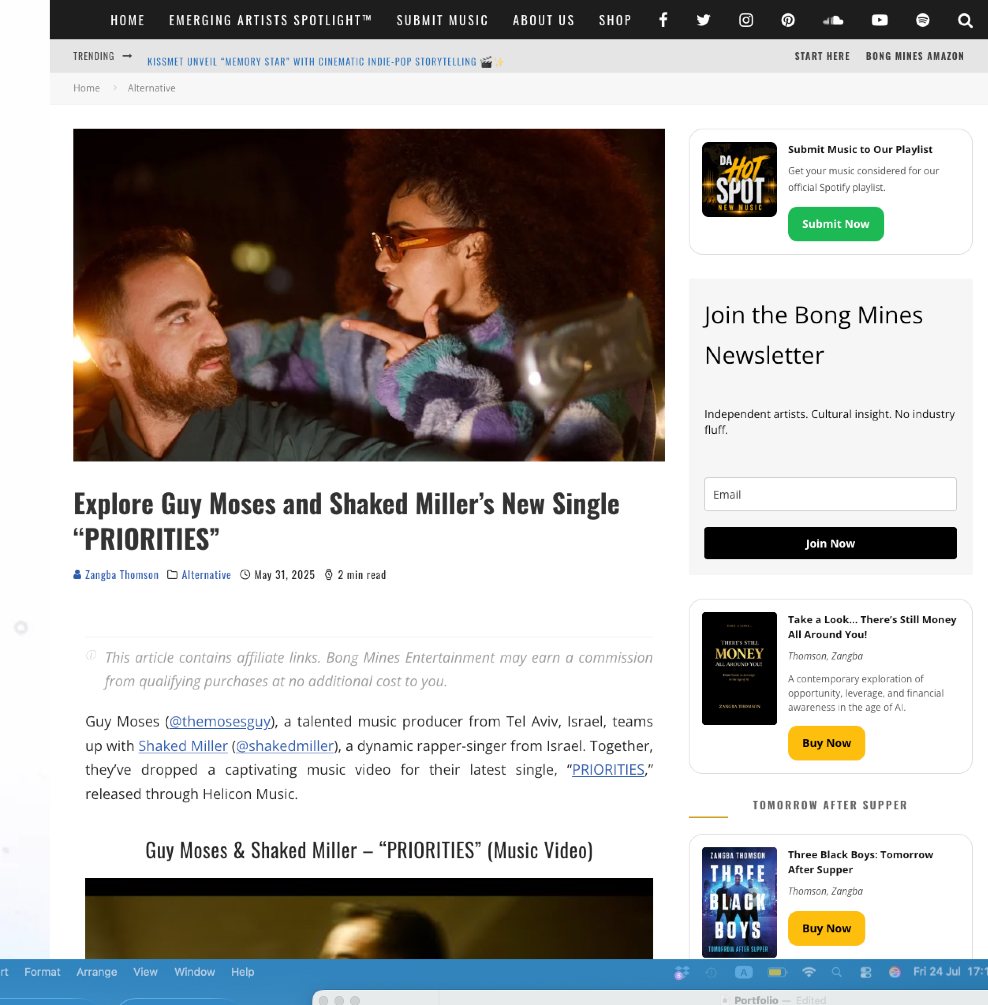 HOME EMERGING ARTISTS SPOTLIGHT™ SUBMIT MUSIC ABOUT US SHOP
TRENDING → KISSMET UNVEIL “MEMORY STAR” WITH CINEMATIC INDIE-POP STORYTELLING 🎬✨ START HERE BONG MINES AMAZON
Home > Alternative
Explore Guy Moses and Shaked Miller’s New Single
“PRIORITIES”
Zangba Thomson Alternative May 31, 2025 2 min read
This article contains affiliate links. Bong Mines Entertainment may earn a commission
from qualifying purchases at no additional cost to you.
Guy Moses (@themosesguy), a talented music producer from Tel Aviv, Israel, teams
up with Shaked Miller (@shakedmiller), a dynamic rapper-singer from Israel. Together,
they’ve dropped a captivating music video for their latest single, “PRIORITIES,”
released through Helicon Music.
Guy Moses & Shaked Miller – “PRIORITIES” (Music Video)
DA HOT
SPOT
NEW MUSIC
Submit Music to Our Playlist
Get your music considered for our
official Spotify playlist.
Submit Now
Join the Bong Mines
Newsletter
Independent artists. Cultural insight. No industry
fluff.
Email
Join Now
THERE'S STILL
MONEY
ALL AROUND YOU!
ZANGBA THOMSON
Take a Look... There’s Still Money
All Around You!
Thomson, Zangba
A contemporary exploration of
opportunity, leverage, and financial
awareness in the age of AI.
Buy Now
TOMORROW AFTER SUPPER
ZANGBA THOMSON
THREE
BLACK
BOYS
TOMORROW AFTER SUPPER
Three Black Boys: Tomorrow
After Supper
Thomson, Zangba
Buy Now
rt Format Arrange View Window Help A Fri 24 Jul 17:1
Portfolio — Edited